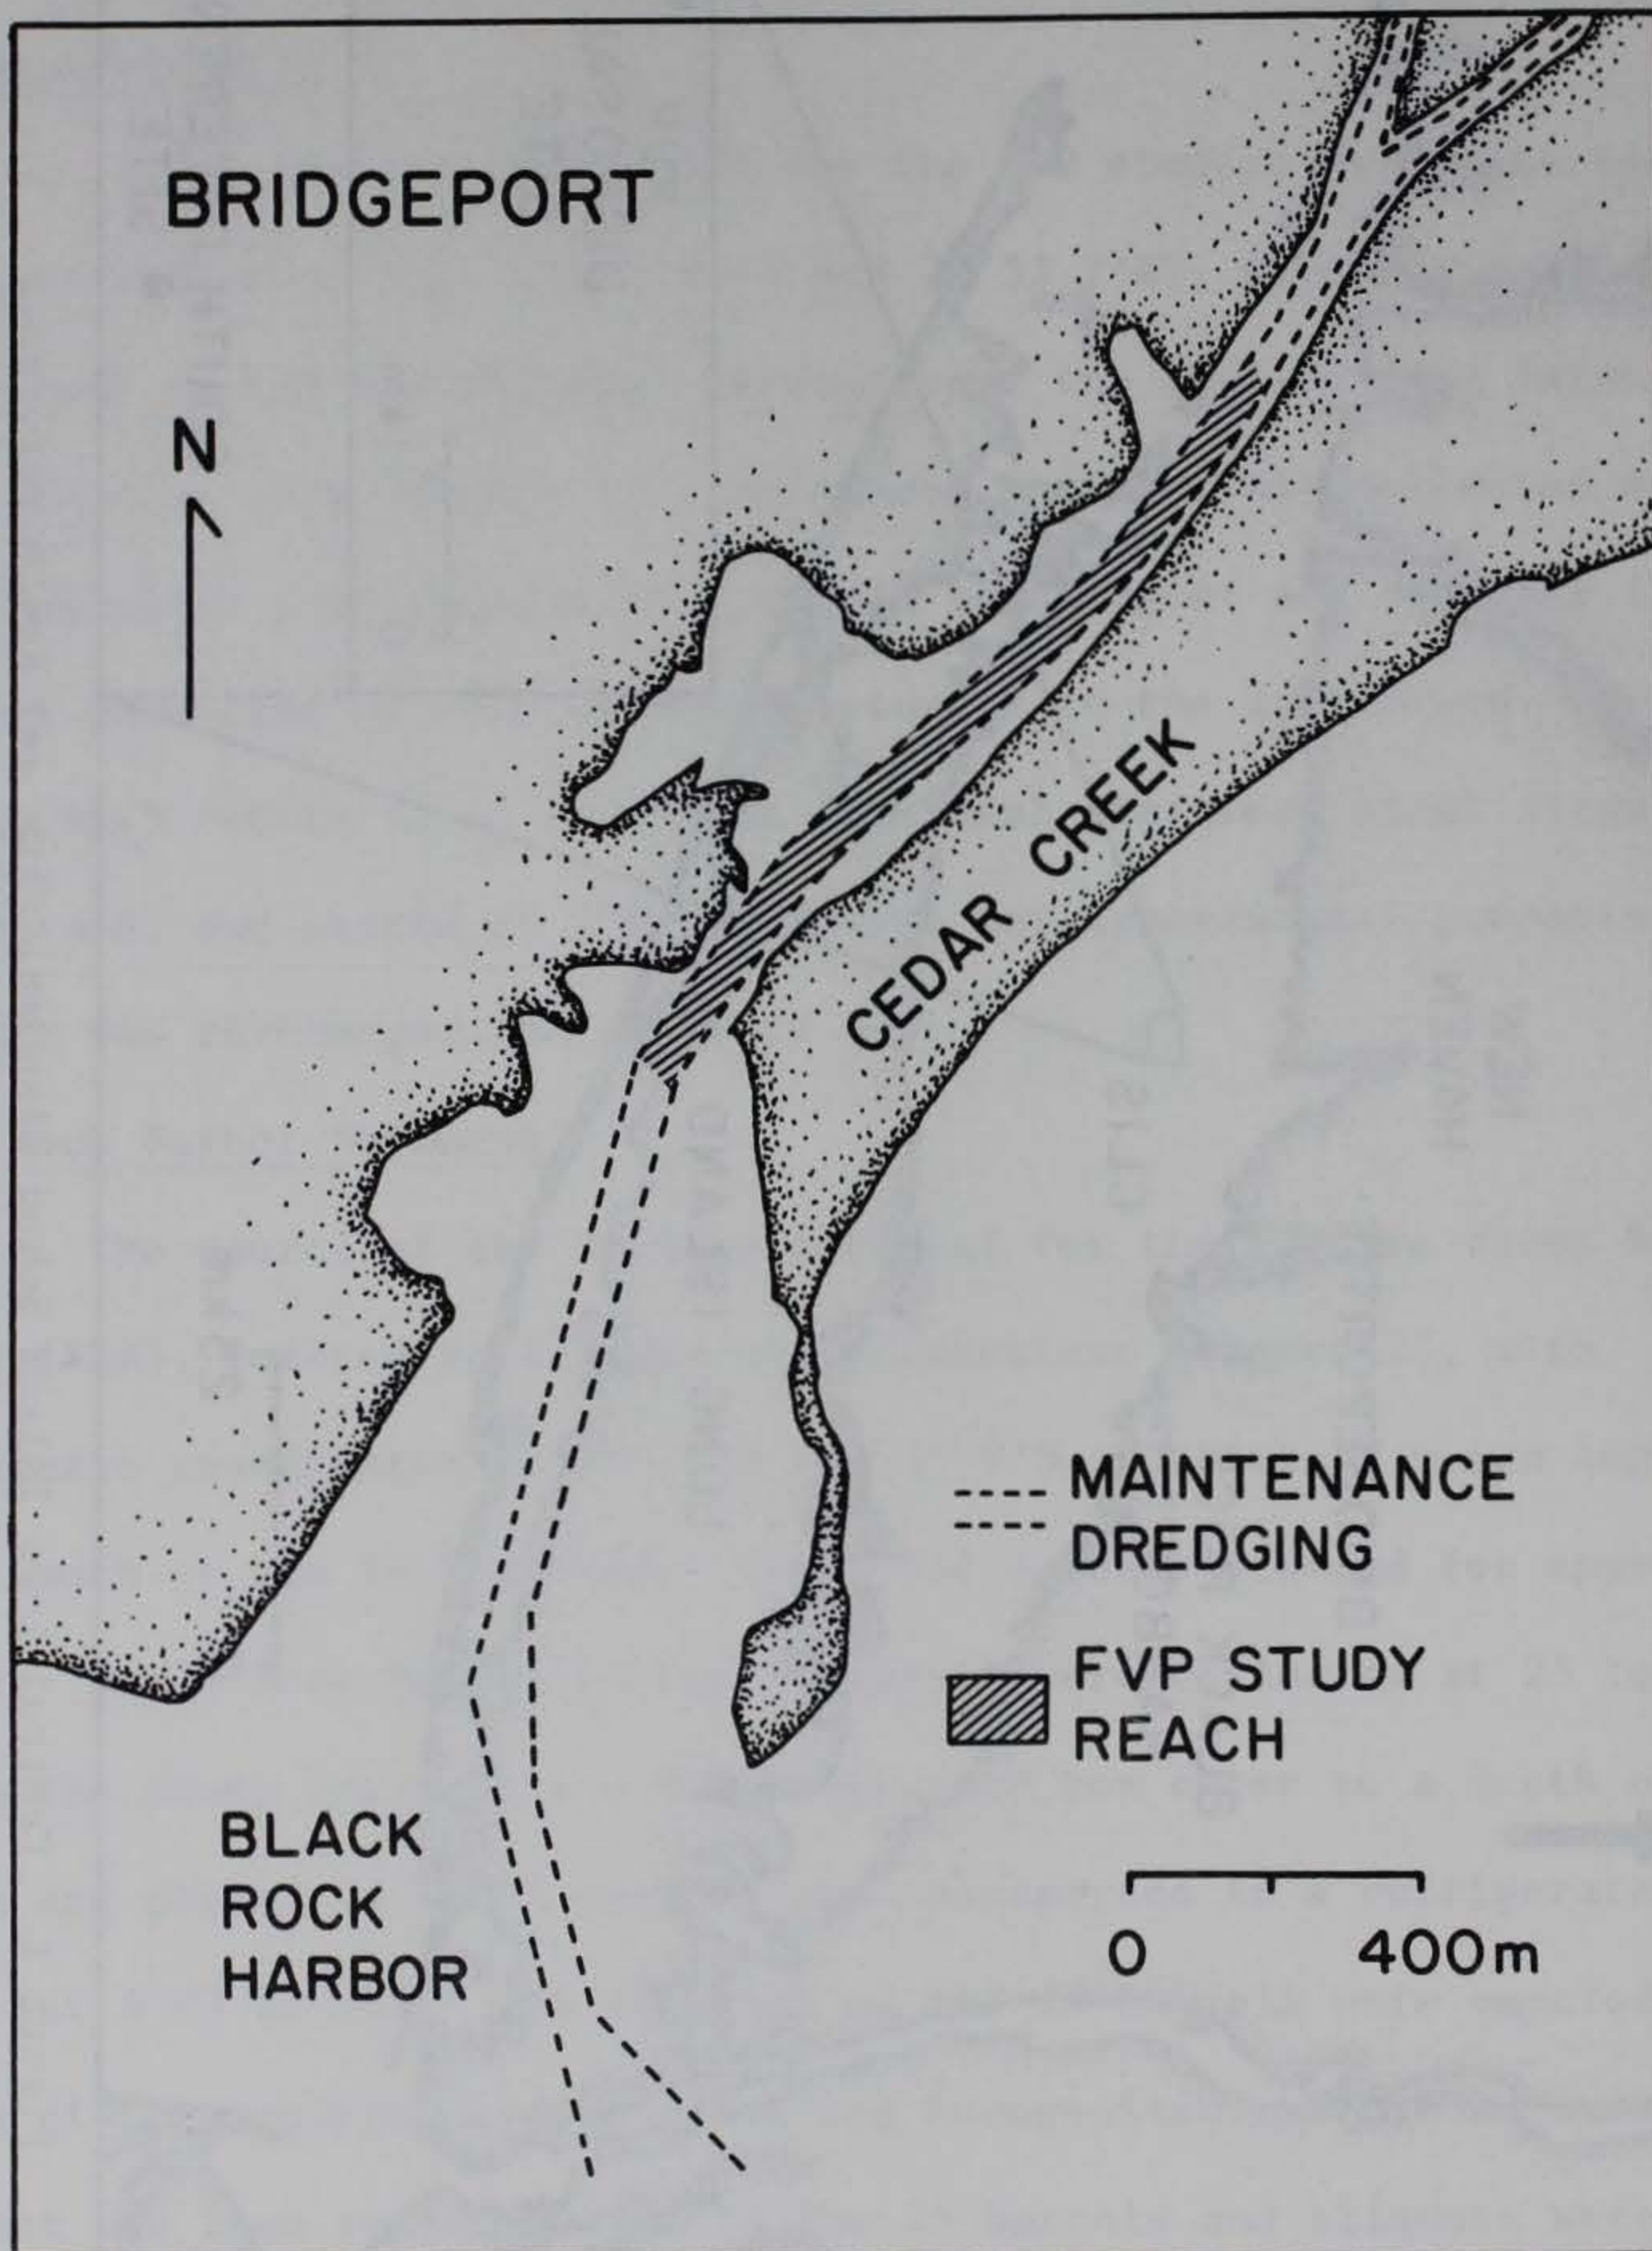 BRIDGEPORT
N
CEDAR CREEK
MAINTENANCE
DREDGING
FVP STUDY
REACH
BLACK
ROCK
HARBOR
0 400m